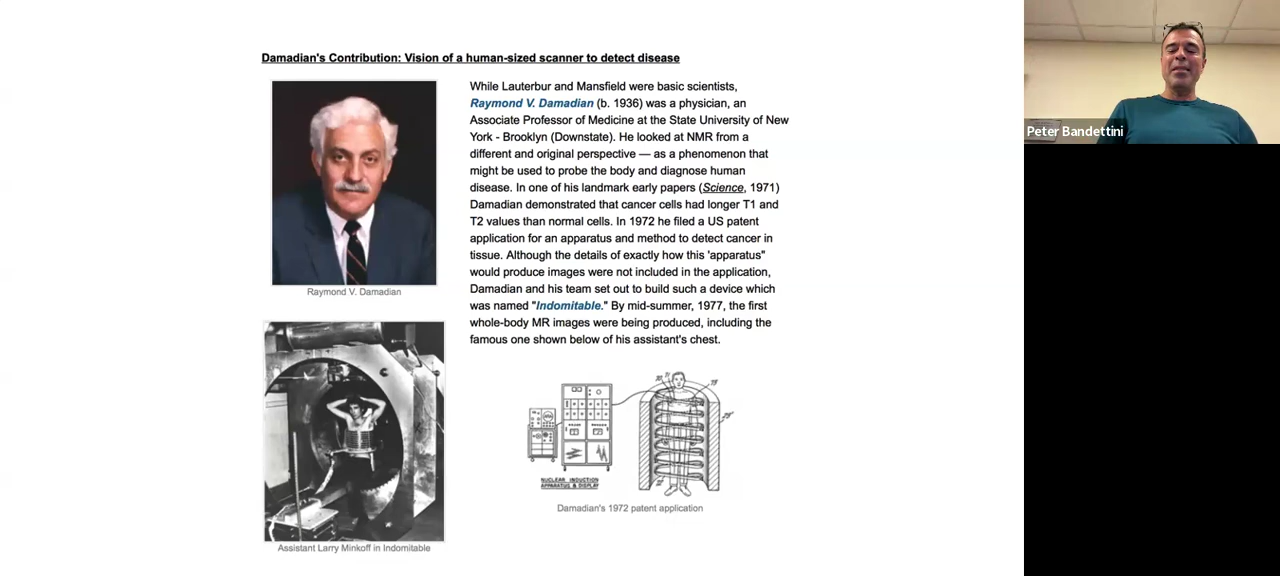 Damadian's Contribution: Vision of a human-sized scanner to detect disease
While Lauterbur and Mansfield were basic scientists,
Raymond V. Damadian (b. 1936) was a physician, an
Associate Professor of Medicine at the State University of New
York - Brooklyn (Downstate). He looked at NMR from a
different and original perspective — as a phenomenon that
might be used to probe the body and diagnose human
disease. In one of his landmark early papers (Science, 1971)
Damadian demonstrated that cancer cells had longer T1 and
T2 values than normal cells. In 1972 he filed a US patent
application for an apparatus and method to detect cancer in
tissue. Although the details of exactly how this 'apparatus"
would produce images were not included in the application,
Damadian and his team set out to build such a device which
was named "Indomitable." By mid-summer, 1977, the first
whole-body MR images were being produced, including the
famous one shown below of his assistant's chest.
Raymond V. Damadian
NUCLEAR INDUCTION
APPARATUS & DISPLAY
Damadian's 1972 patent application
Assistant Larry Minkoff in Indomitable
Peter Bandettini